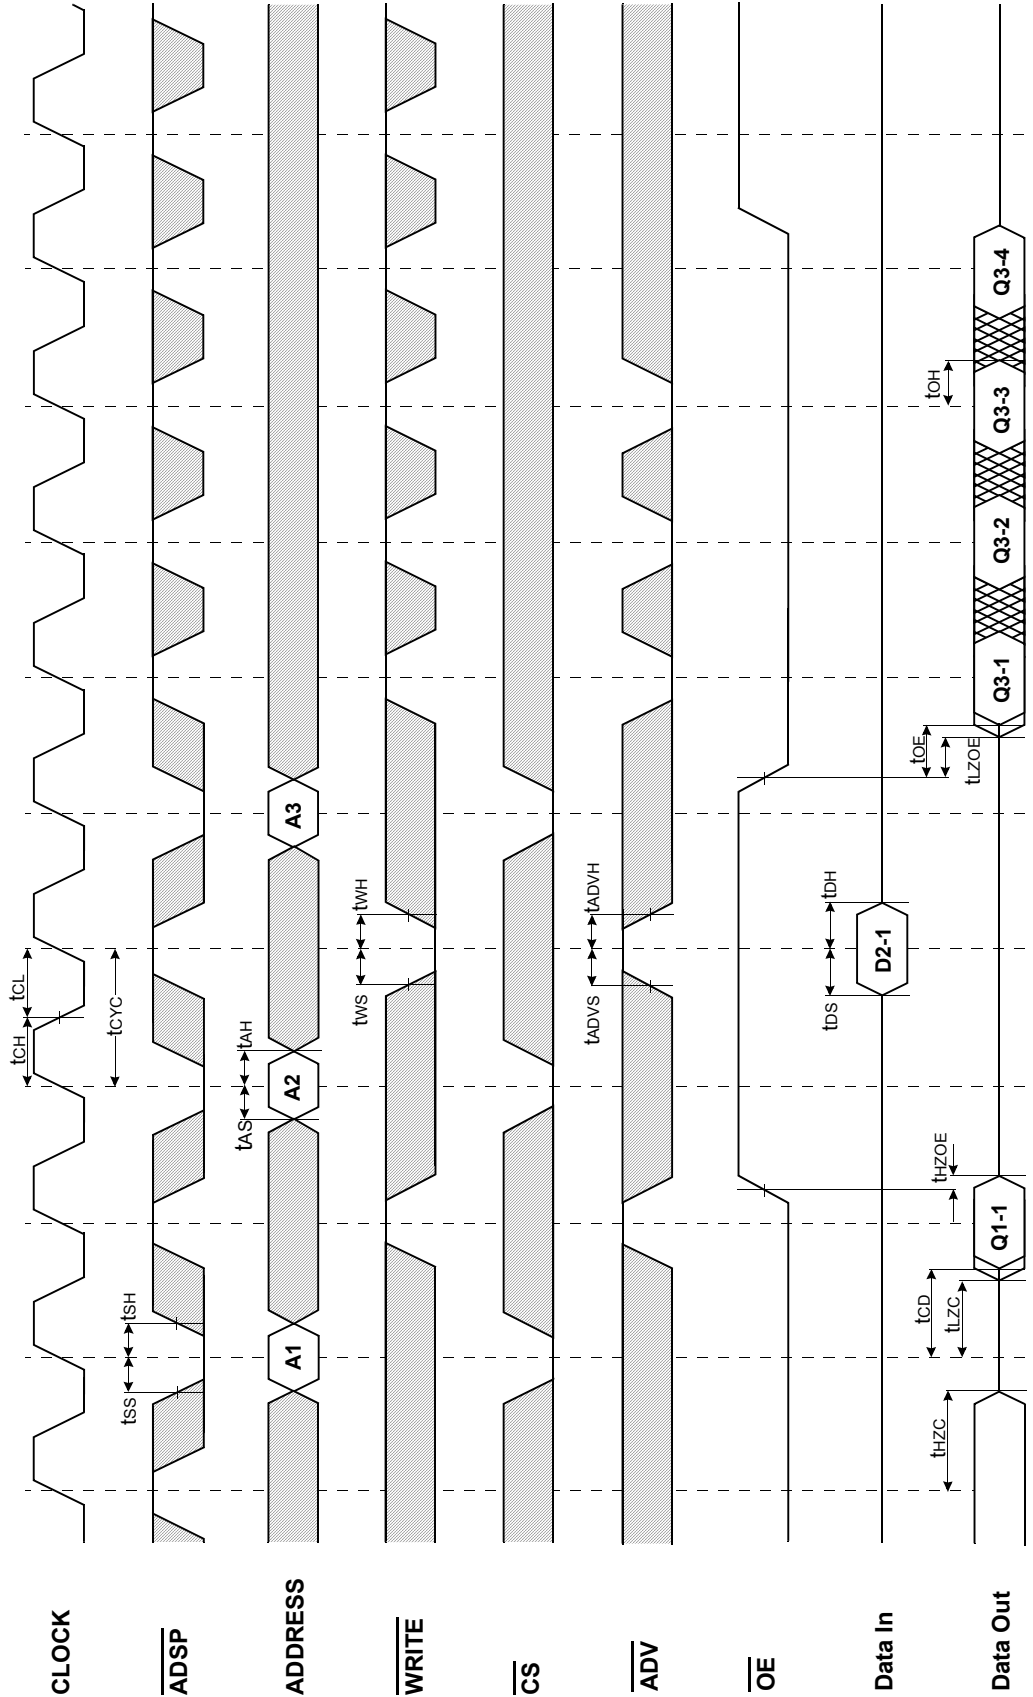 CLOCK
tCH
tCL
tCYC
ADSP
tSS
tSH
ADDRESS
A1
A2
A3
tAS
tAH
WRITE
tWS
tWH
CS
ADV
tADVS
tADVH
OE
Data In
tDS
tDH
D2-1
Data Out
tHZC
tCD
tLZC
tHZOE
tOE
tLZOE
tOH
Q1-1
Q3-1
Q3-2
Q3-3
Q3-4